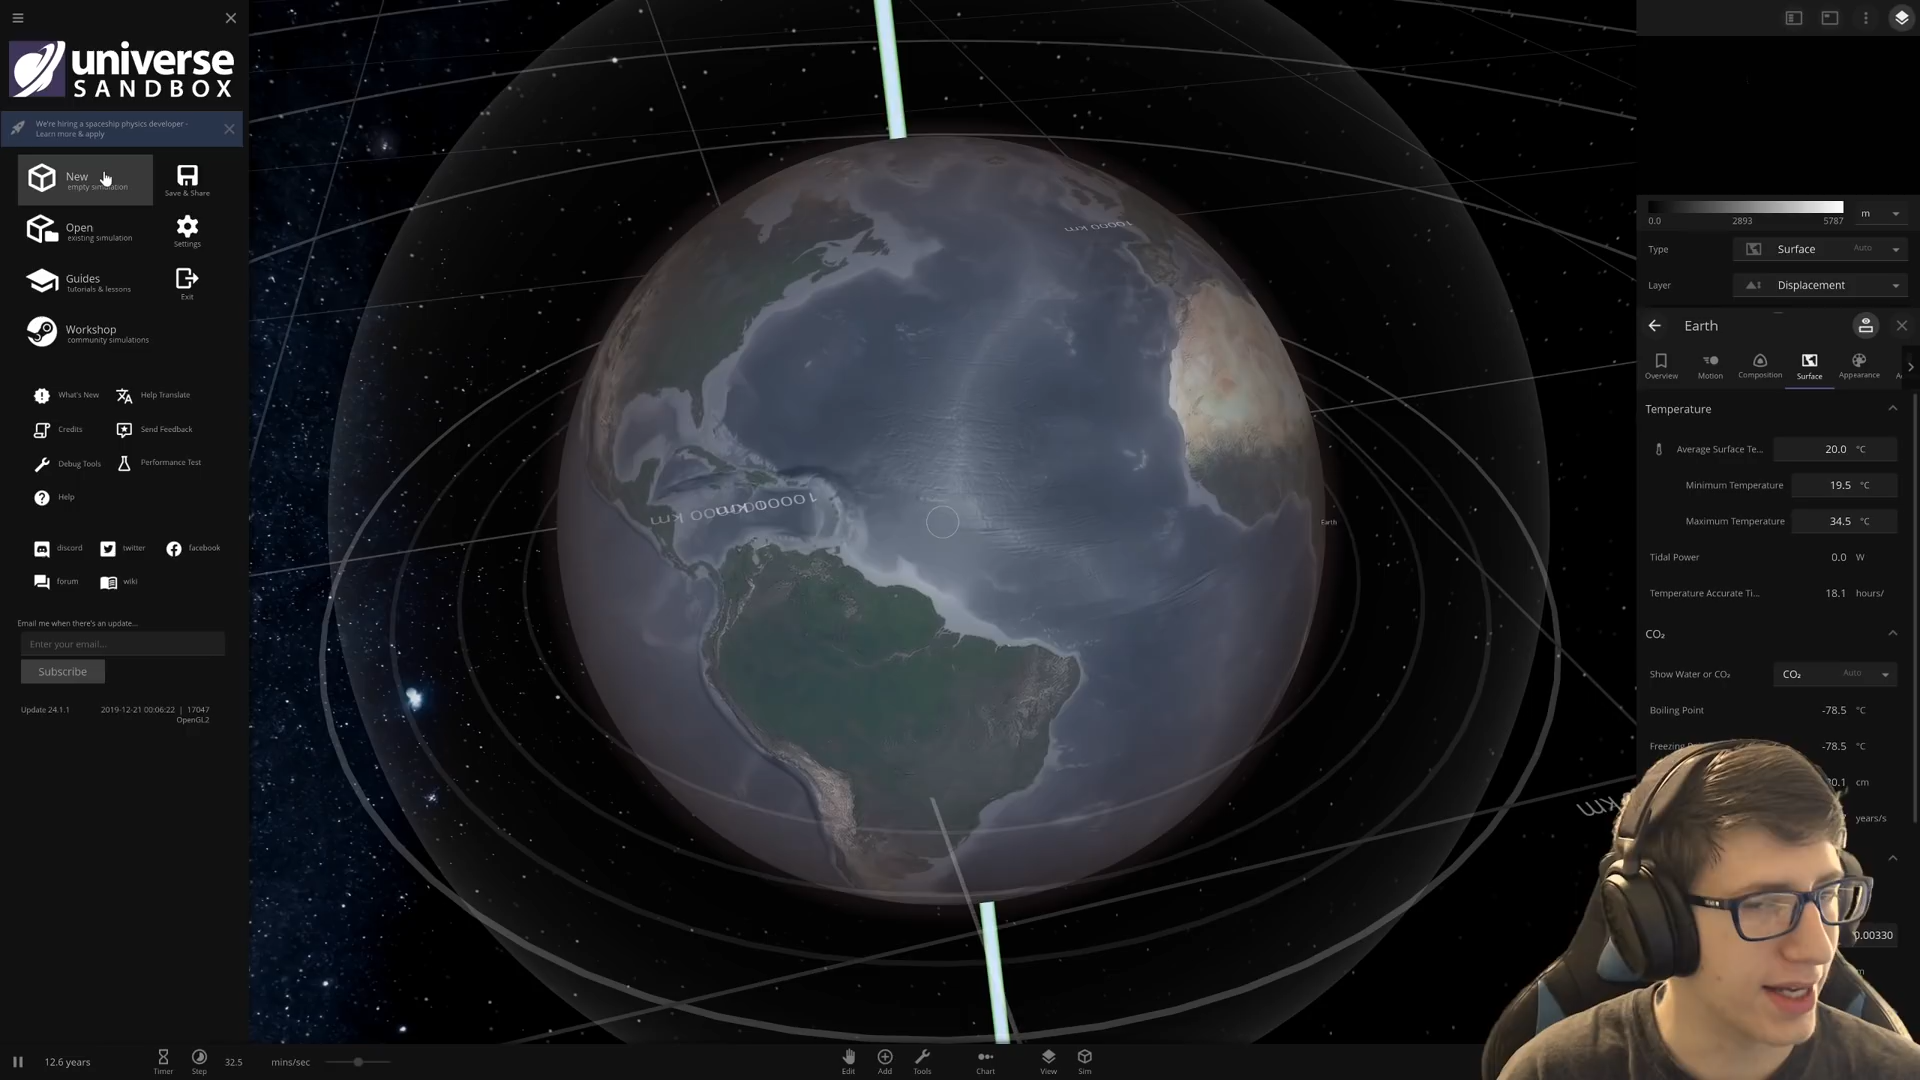 universe
SANDBOX
We're hiring a spaceship physics developer -
Learn more & apply
New
empty simulation
Save & Share
Open
existing simulation
Settings
Guides
tutorials & lessons
Exit
Workshop
community simulations
What's New
Help Translate
Credits
Send Feedback
Debug Tools
Performance Test
Help
discord
twitter
facebook
forum
wiki
Email me when there's an update...
Enter your email...
Subscribe
Update 24.1.1
2019-12-21 00:06:22 | 17047
OpenGL2
12.6 years
Timer
Step
32.5
mins/sec
Edit
Add
Tools
Chart
View
Sim
10000 km
Earth
0.0
2893
5787
m
Type
Surface
Auto
Layer
Displacement
Earth
Overview
Motion
Composition
Surface
Appearance
Temperature
Average Surface Te...
20.0 °C
Minimum Temperature
19.5 °C
Maximum Temperature
34.5 °C
Tidal Power
0.0 W
Temperature Accurate Ti...
18.1 hours/
CO₂
Show Water or CO₂
CO₂
Auto
Boiling Point
-78.5 °C
-78.5 °C
cm
years/s
0.00330